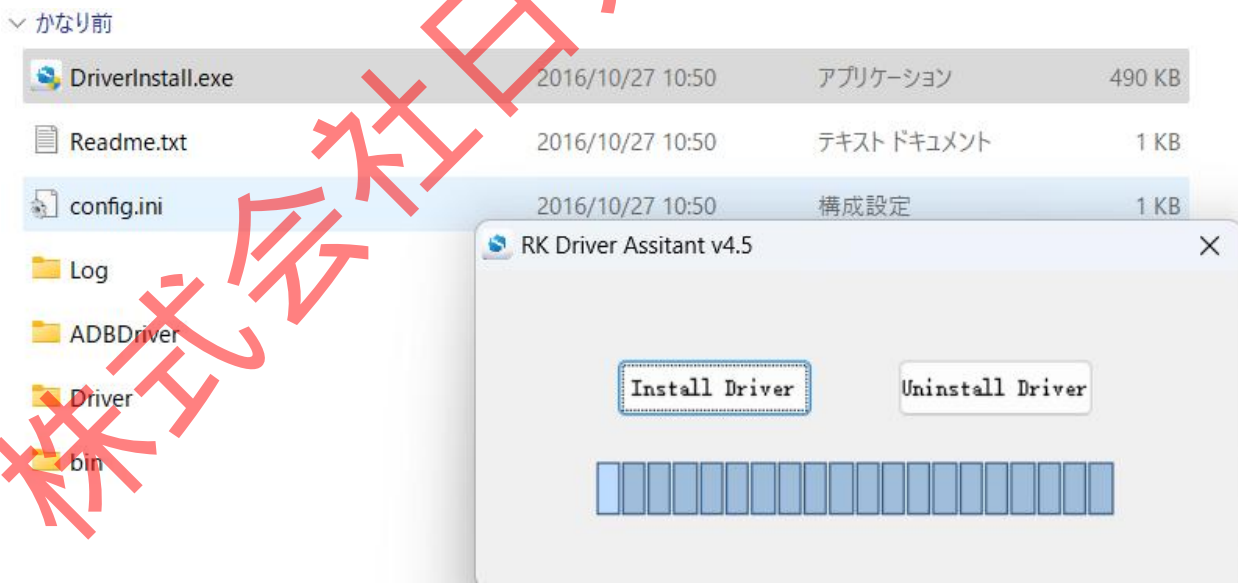 かなり前
DriverInstall.exe 2016/10/27 10:50 アプリケーション 490 KB
Readme.txt 2016/10/27 10:50 テキスト ドキュメント 1 KB
config.ini 2016/10/27 10:50 構成設定 1 KB
RK Driver Assitant v4.5
Log
ADBDriver
Driver
Install Driver Uninstall Driver
bin
株式会社日